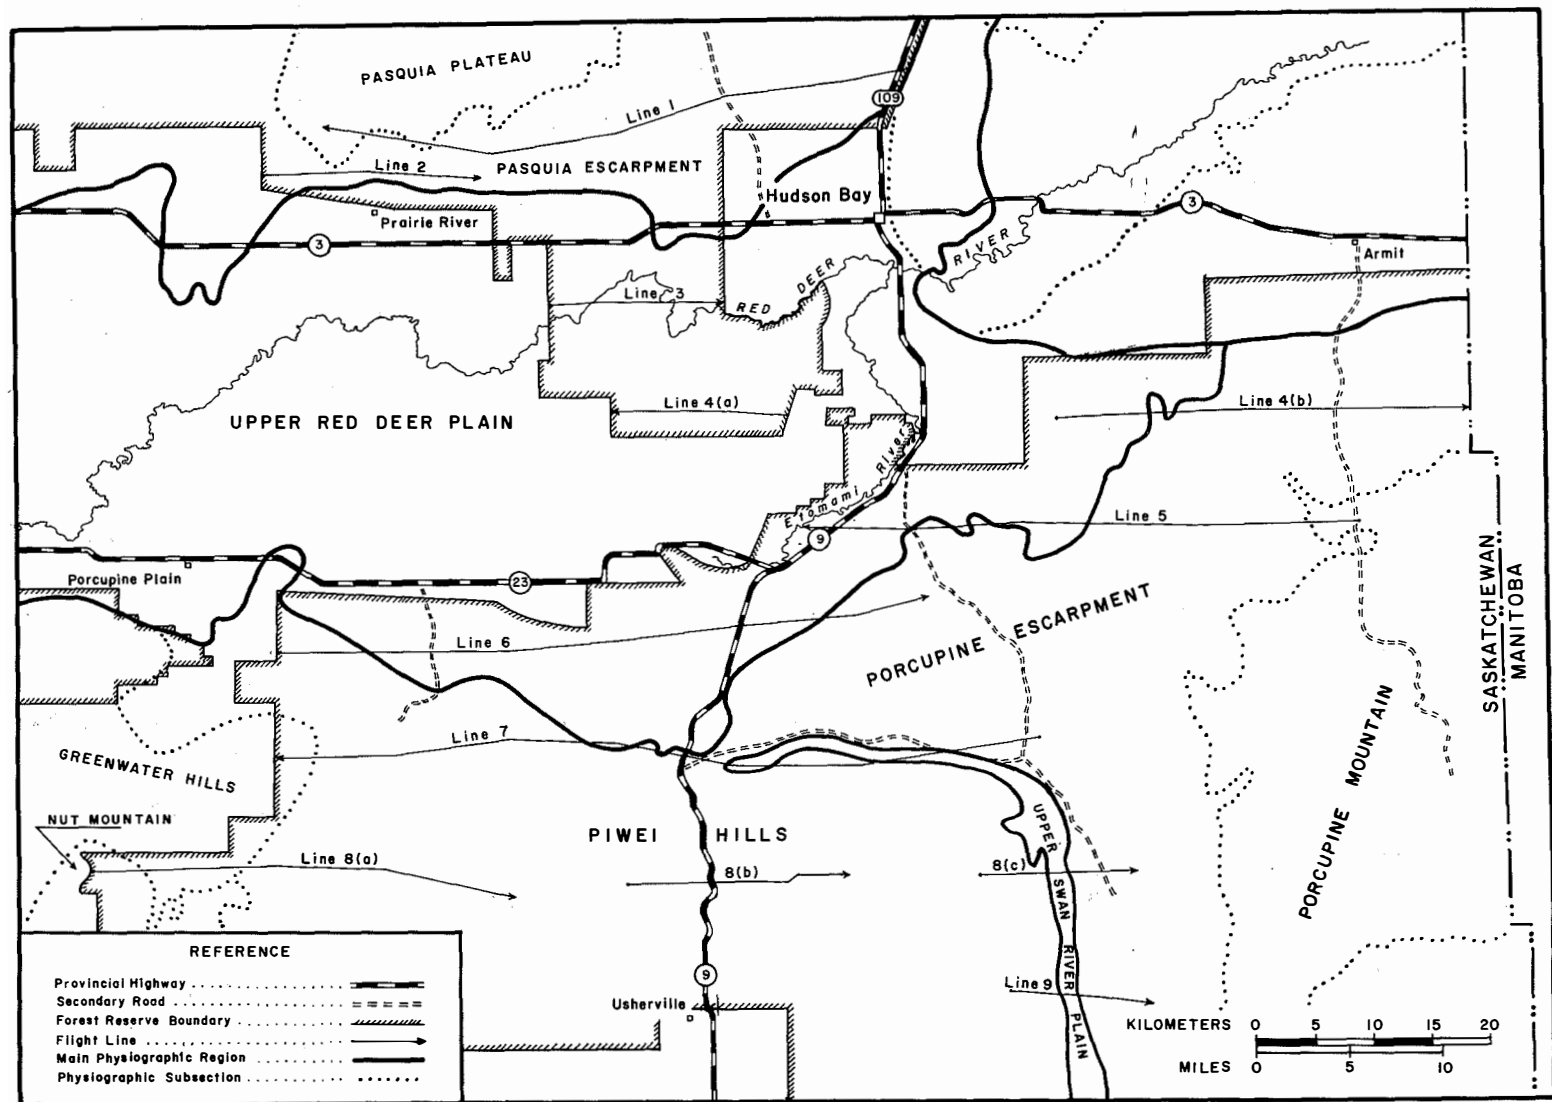 PASQUIA PLATEAU
Line 1
109
Line 2
PASQUIA ESCARPMENT
Hudson Bay
Prairie River
3
3
RIVER
Armit
RED DEER
Line 3
UPPER RED DEER PLAIN
Line 4(a)
Line 4(b)
Etomami River
Line 5
9
Porcupine Plain
23
SASKATCHEWAN
MANITOBA
Line 6
PORCUPINE ESCARPMENT
PORCUPINE MOUNTAIN
Line 7
GREENWATER HILLS
NUT MOUNTAIN
PIWEI HILLS
UPPER SWAN RIVER PLAIN
Line 8(a)
8(b)
8(c)
9
Line 9
Usherville
REFERENCE
Provincial Highway
Secondary Road
Forest Reserve Boundary
Flight Line
Main Physiographic Region
Physiographic Subsection
KILOMETERS 0 5 10 15 20
MILES 0 5 10